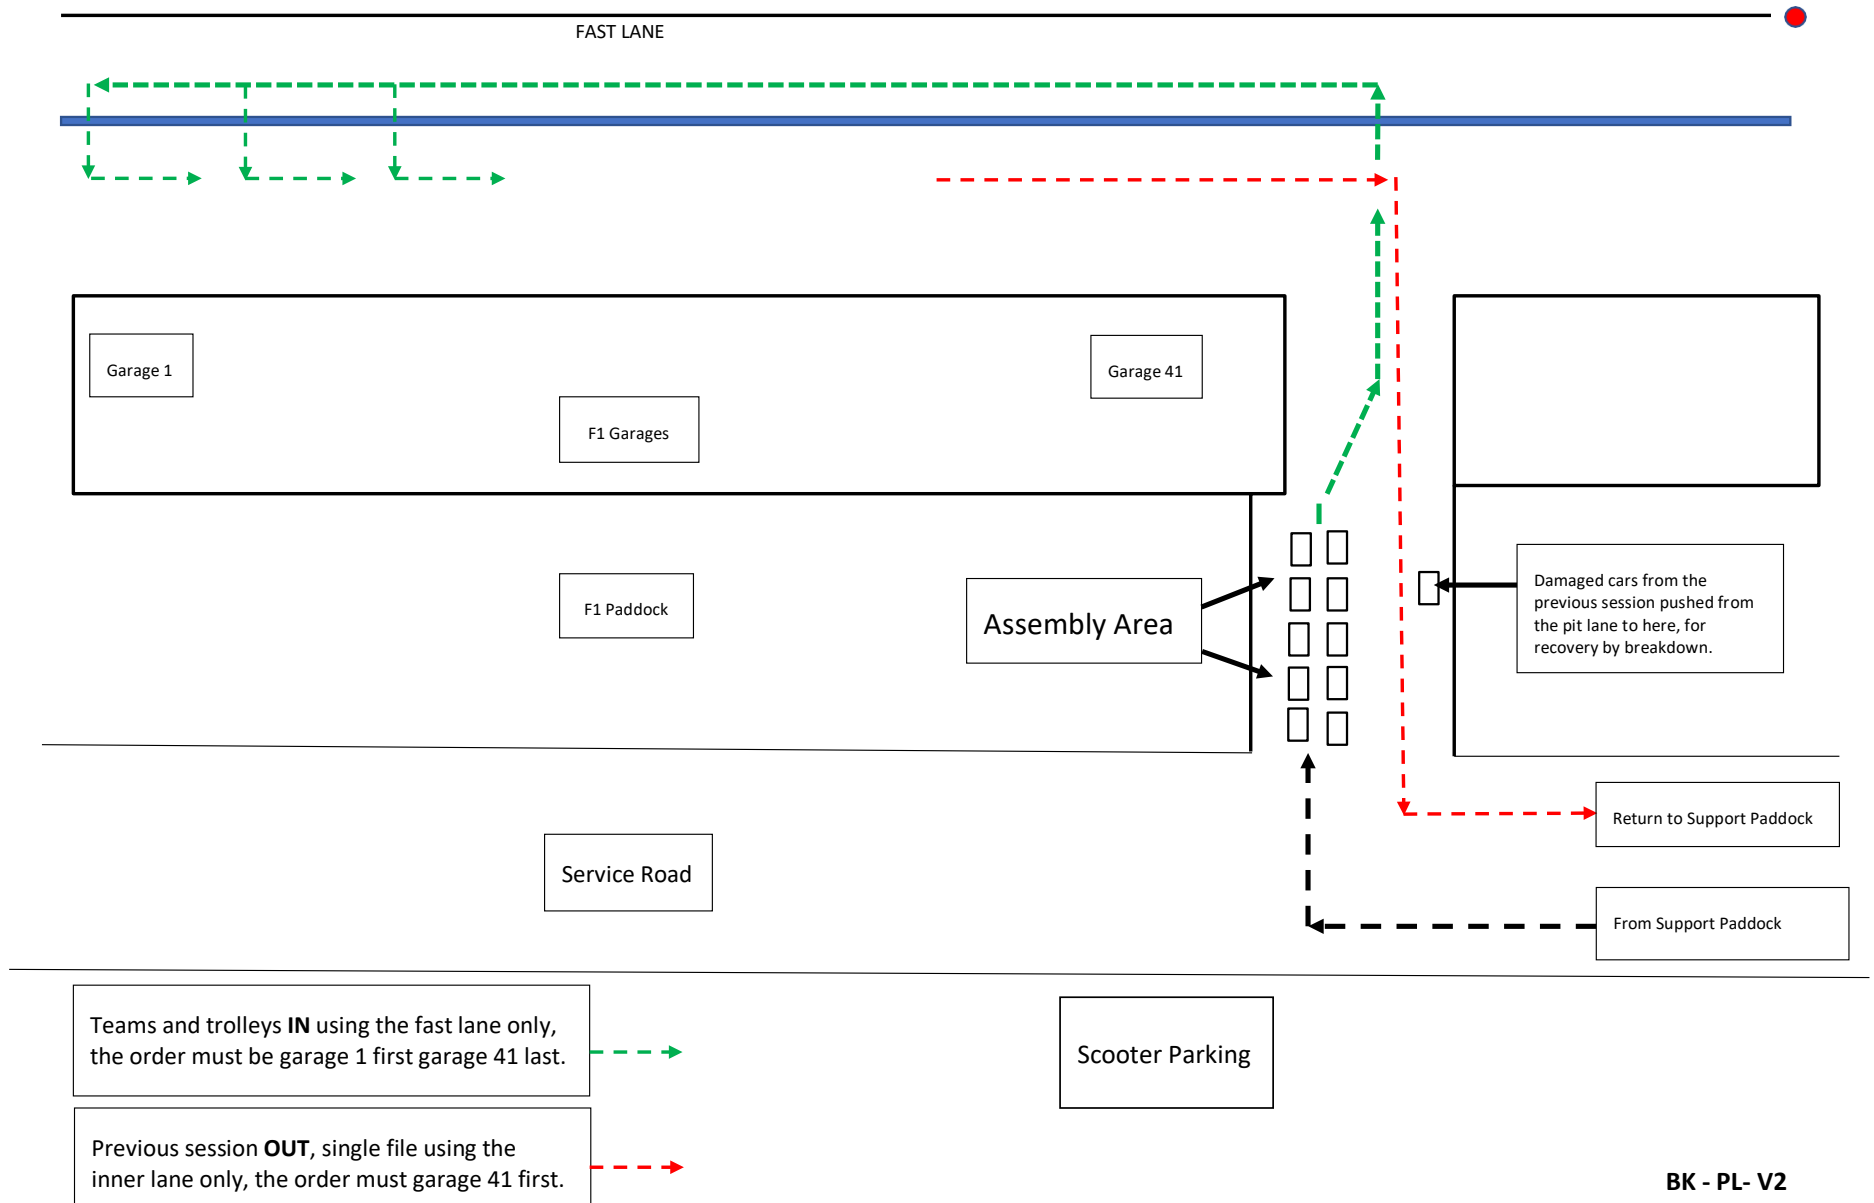 FAST LANE
Garage 1
Garage 41
F1 Garages
F1 Paddock
Assembly Area
Damaged cars from the
previous session pushed from
the pit lane to here, for
recovery by breakdown.
Return to Support Paddock
Service Road
From Support Paddock
Teams and trolleys IN using the fast lane only,
the order must be garage 1 first garage 41 last.
Scooter Parking
Previous session OUT, single file using the
inner lane only, the order must garage 41 first.
BK - PL- V2